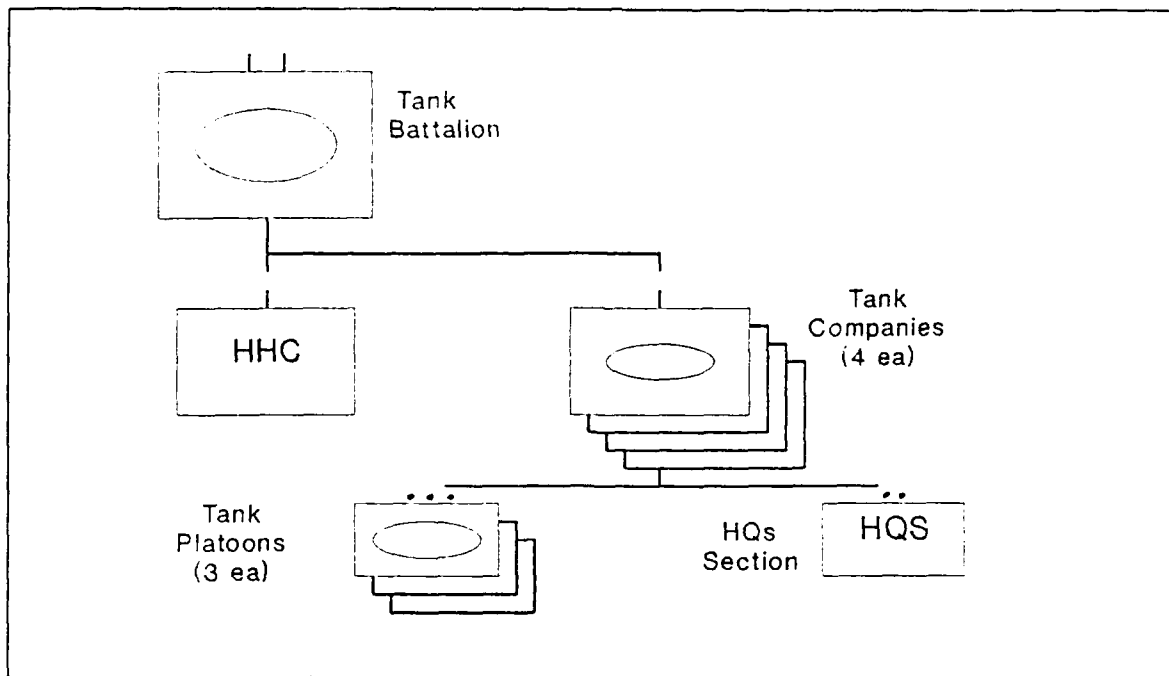 Tank
Battalion
HHC
Tank
Companies
(4 ea)
Tank
Platoons
(3 ea)
HQs
Section
HQS